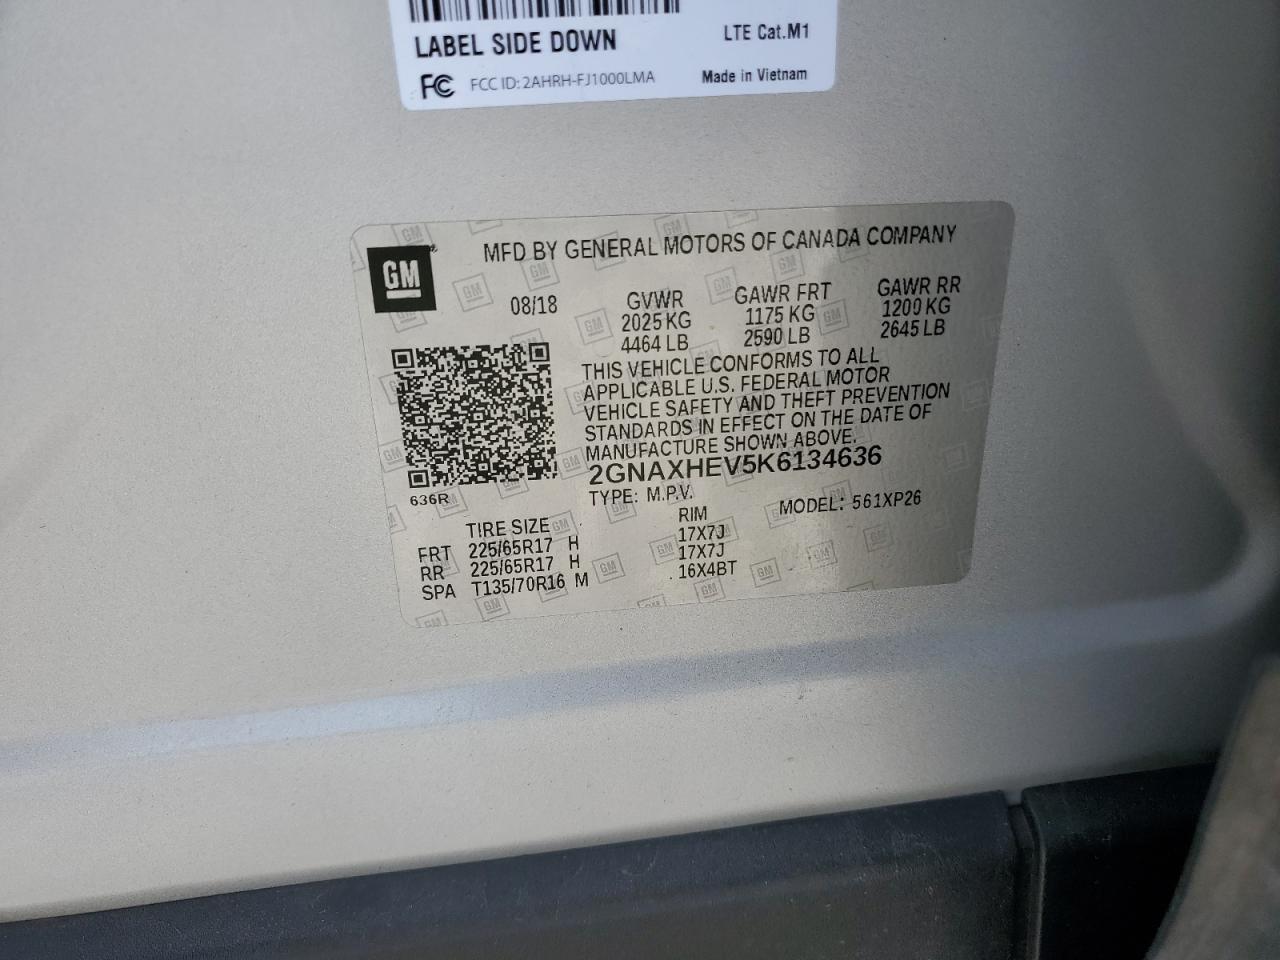 LABEL SIDE DOWN
LTE Cat.M1
FC FCC ID: 2AHRH-FJ1000LMA
Made in Vietnam
GM
MFD BY GENERAL MOTORS OF CANADA COMPANY
08/18
GVWR GAWR FRT GAWR RR
2025 KG 1175 KG 1200 KG
4464 LB 2590 LB 2645 LB
THIS VEHICLE CONFORMS TO ALL
APPLICABLE U.S. FEDERAL MOTOR
VEHICLE SAFETY AND THEFT PREVENTION
STANDARDS IN EFFECT ON THE DATE OF
MANUFACTURE SHOWN ABOVE.
2GNAXHEV5K6134636
636R
TYPE: M.P.V. MODEL: 561XP26
TIRE SIZE RIM
FRT 225/65R17 H 17X7J
RR 225/65R17 H 17X7J
SPA T135/70R16 M 16X4BT